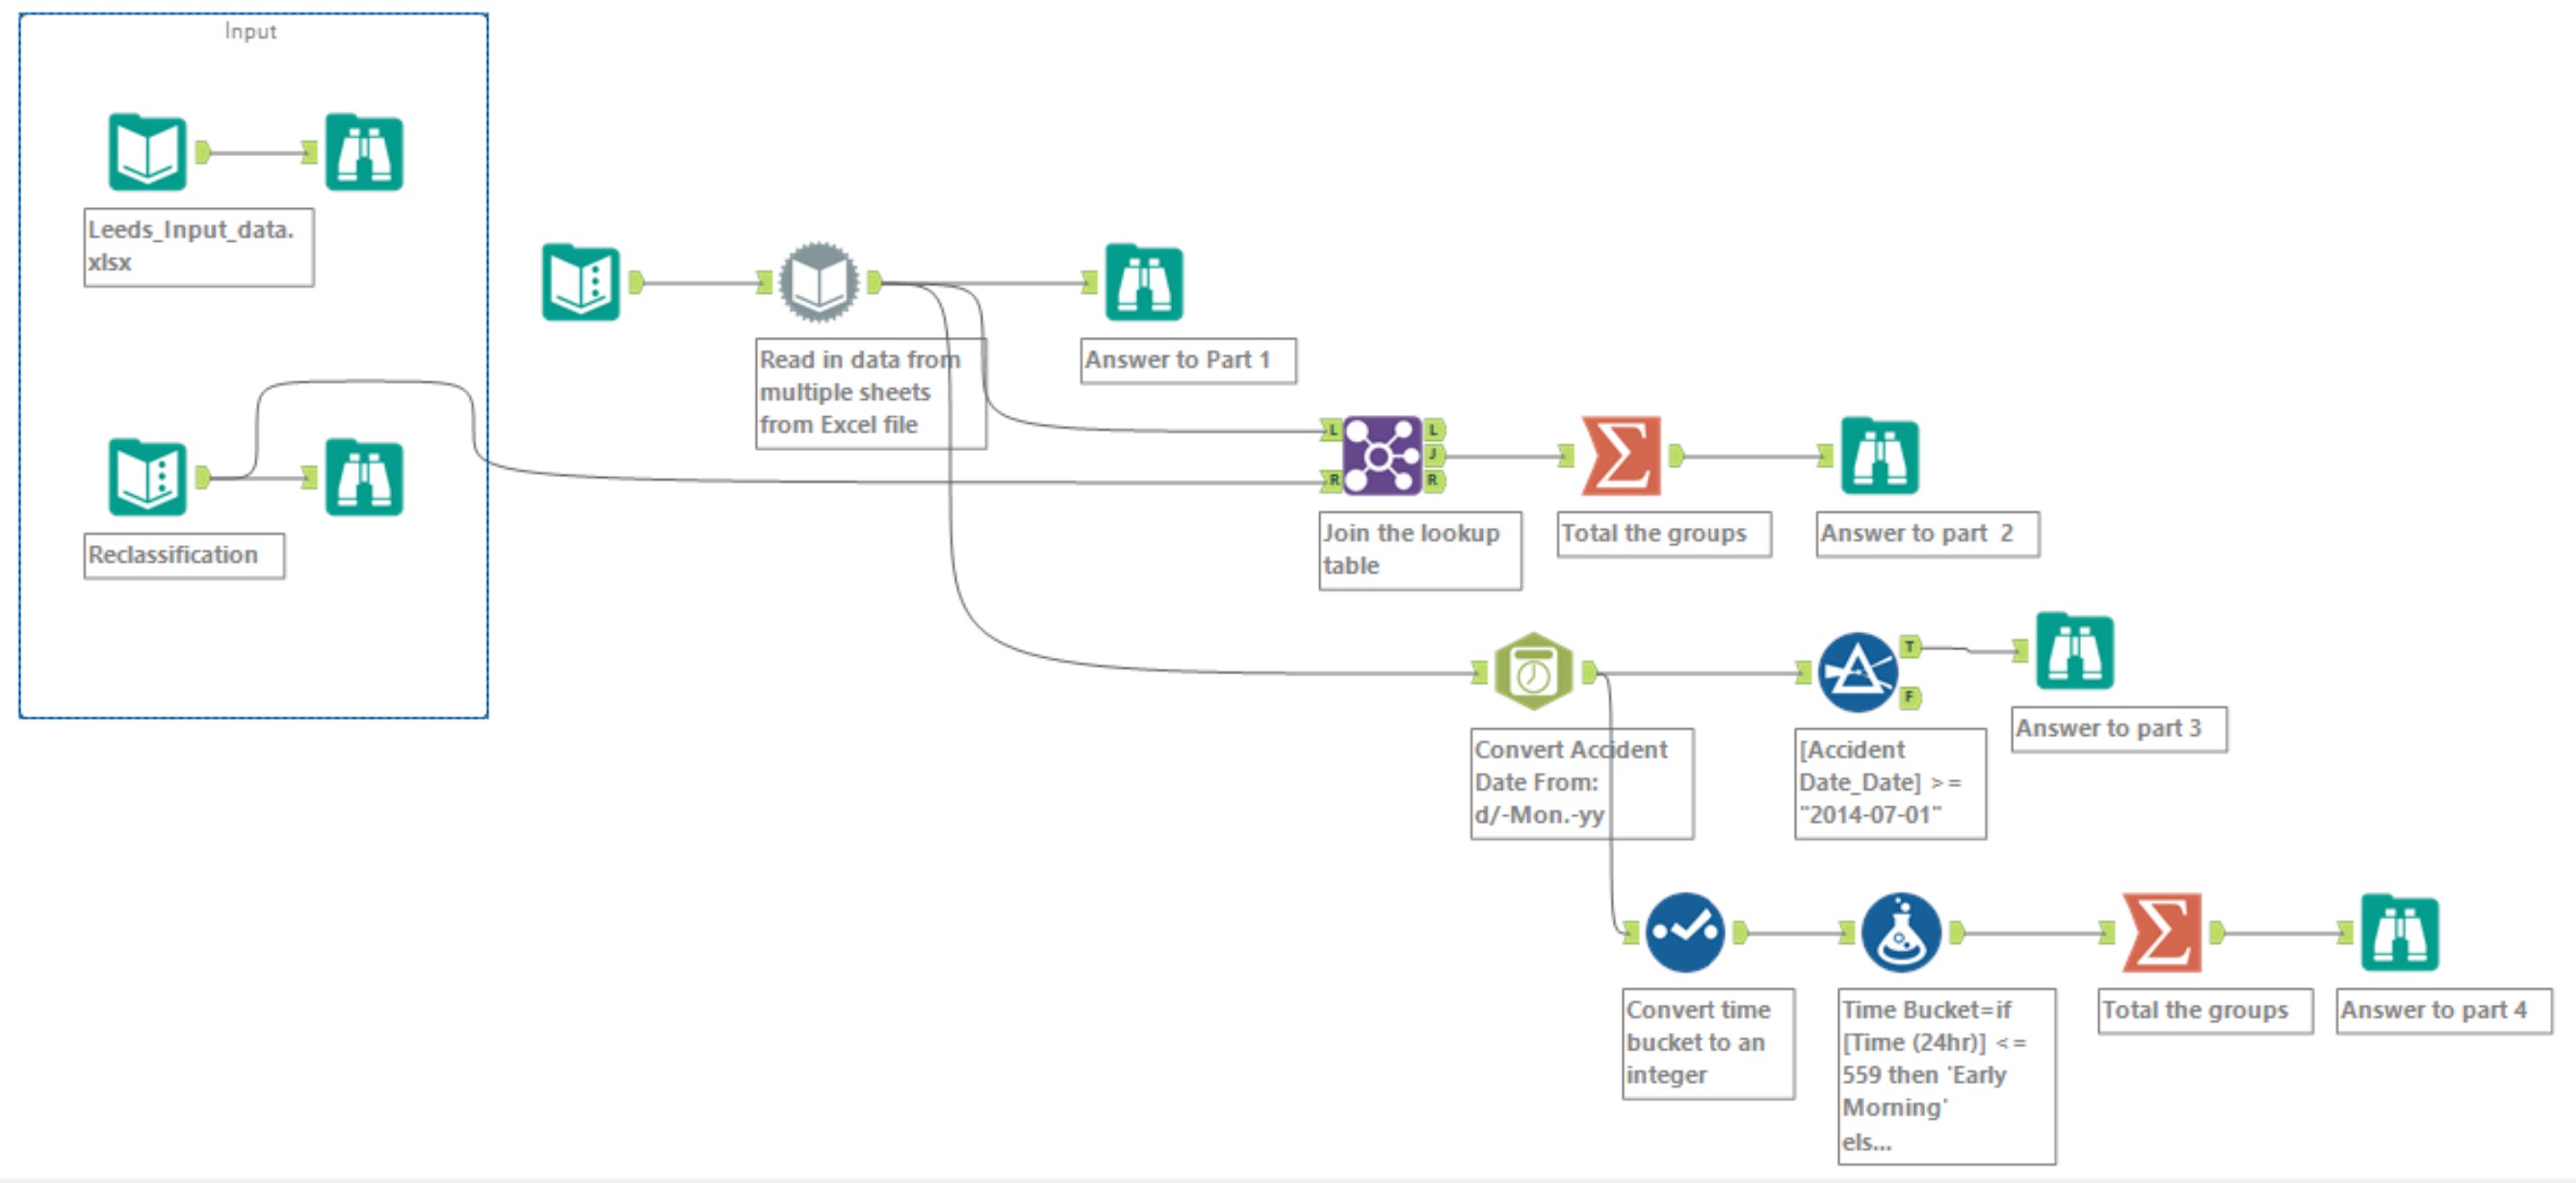 Input
Leeds_Input_data.
xlsx
Read in data from
multiple sheets
from Excel file
Answer to Part 1
L
R
L
J
R
Join the lookup
table
Total the groups
Answer to part  2
Reclassification
Convert Accident
Date From:
d/-Mon.-yy
T
F
[Accident
Date_Date] >=
"2014-07-01"
Answer to part 3
Convert time
bucket to an
integer
Time Bucket=if
[Time (24hr)] <=
559 then 'Early
Morning'
els...
Total the groups
Answer to part 4